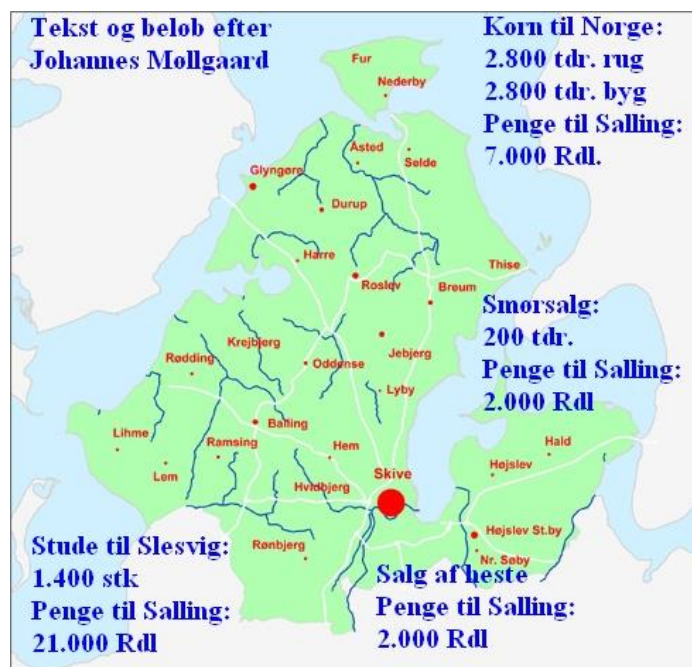 Tekst og beløb efter
Johannes Møllgaard
Korn til Norge:
2.800 tdr. rug
2.800 tdr. byg
Penge til Salling:
7.000 Rdl.
Fur
Nederby
Åsted
Selde
Glyngøre
Durup
Harre
Thise
Roslev
Breum
Smørsalg:
200 tdr.
Penge til Salling:
2.000 Rdl
Krejbjerg
Rødding
Oddense
Jebjerg
Lyby
Balling
Lihme
Ramsing
Hem
Hald
Lem
Skive
Højslev
Hvidbjerg
Højslev St.by
Rønbjerg
Nr. Søby
Stude til Slesvig:
1.400 stk
Penge til Salling:
21.000 Rdl
Salg af heste
Penge til Salling:
2.000 Rdl